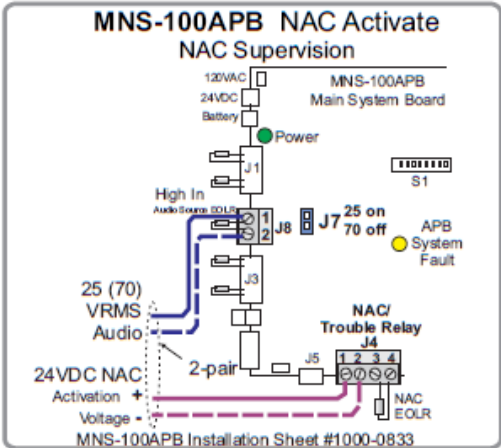 MNS-100APB NAC Activate
NAC Supervision
120VAC
24VDC
Battery
MNS-100APB
Main System Board
Power
J1
S1
High In
Audio Source EOLR
1
2
J8
J7
25 on
70 off
APB
System
Fault
J3
25 (70)
VRMS
Audio
NAC/
Trouble Relay
J4
2-pair
J5
1 2 3 4
24VDC NAC
Activation +
Voltage -
NAC
EOLR
MNS-100APB Installation Sheet #1000-0833